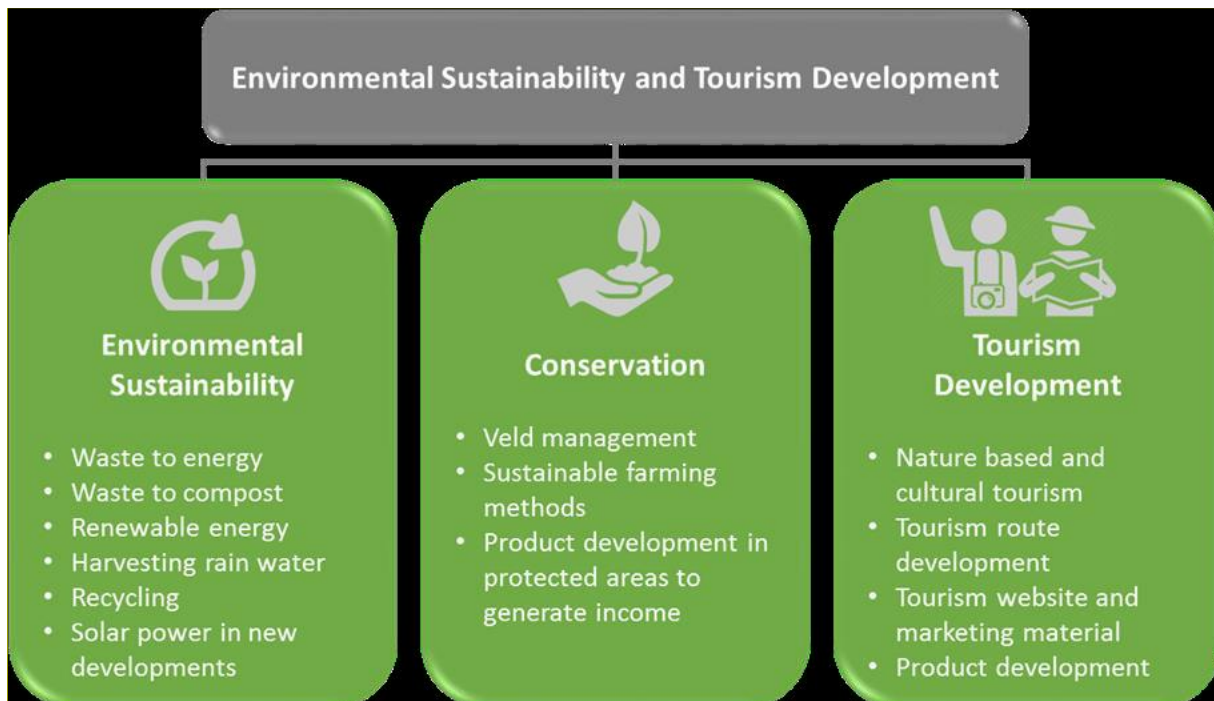 Environmental Sustainability and Tourism Development
Environmental
Sustainability
• Waste to energy
• Waste to compost
• Renewable energy
• Harvesting rain water
• Recycling
• Solar power in new
developments
Conservation
• Veld management
• Sustainable farming
methods
• Product development in
protected areas to
generate income
Tourism
Development
• Nature based and
cultural tourism
• Tourism route
development
• Tourism website and
marketing material
• Product development